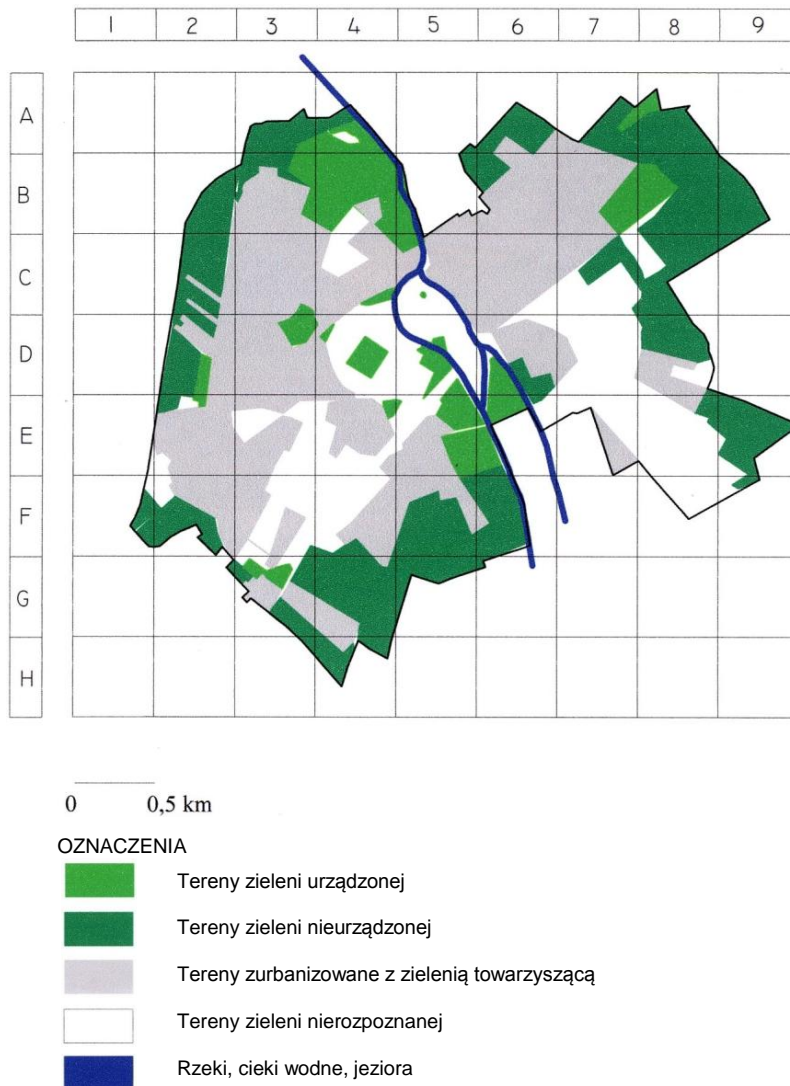 1 2 3 4 5 6 7 8 9
A
B
C
D
E
F
G
H
0 0,5 km
OZNACZENIA
Tereny zieleni urządzonej
Tereny zieleni nieurządzonej
Tereny zurbanizowane z zielenią towarzyszącą
Tereny zieleni nierozpoznanej
Rzeki, cieki wodne, jeziora